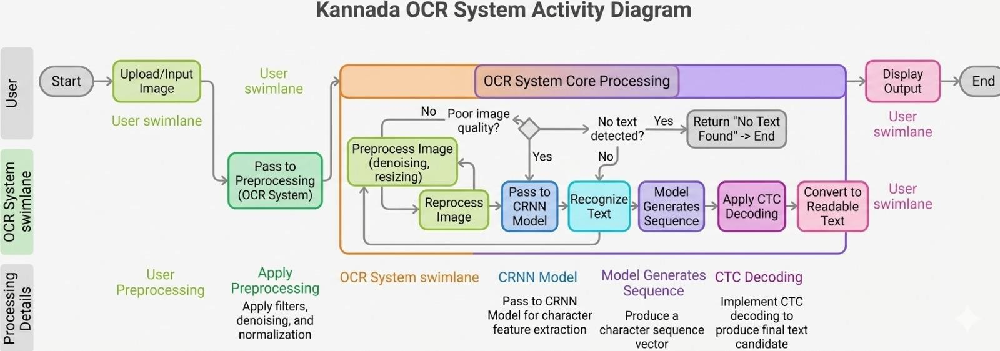 Kannada OCR System Activity Diagram
User
Start
Upload/Input
Image
User swimlane
User
swimlane
OCR System Core Processing
Display
Output
End
User
swimlane
No
Poor image
quality?
No text
detected?
Yes
Return "No Text
Found" -> End
Yes
No
OCR System
swimlane
Pass to
Preprocessing
(OCR System)
Preprocess Image
(denoising,
resizing)
Reprocess
Image
Pass to
CRNN
Model
Recognize
Text
Model
Generates
Sequence
Apply CTC
Decoding
Convert to
Readable
Text
User
swimlane
Processing
Details
User
Preprocessing
Apply
Preprocessing
Apply filters,
denoising, and
normalization
OCR System swimlane
CRNN Model
Pass to CRNN
Model for character
feature extraction
Model Generates
Sequence
Produce a
character sequence
vector
CTC Decoding
Implement CTC
decoding to
produce final text
candidate